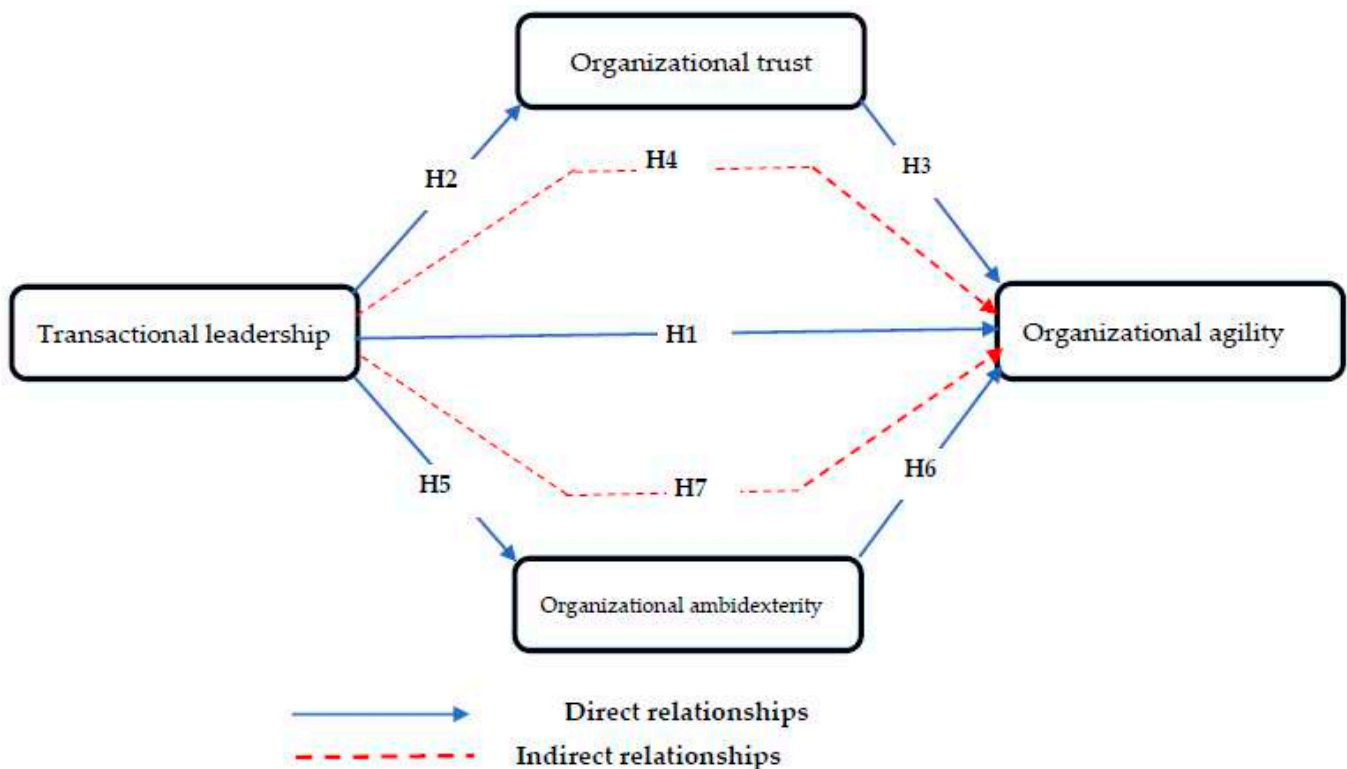 Organizational trust
H4
H2
H3
Transactional leadership
H1
Organizational agility
H5
H7
H6
Organizational ambidexterity
Direct relationships
Indirect relationships